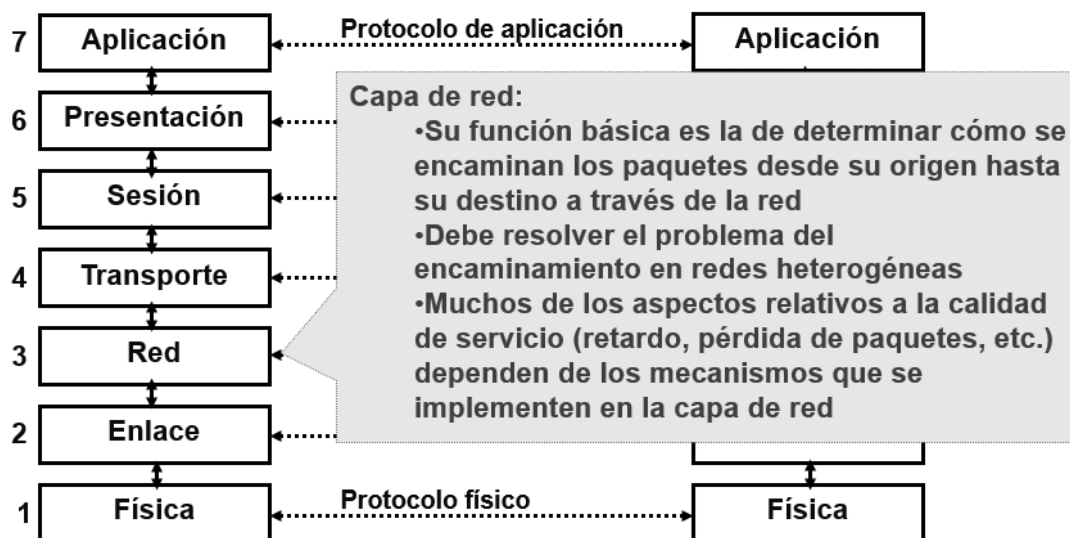 7 Aplicación Protocolo de aplicación Aplicación
Capa de red:
6 Presentación
•Su función básica es la de determinar cómo se
encaminan los paquetes desde su origen hasta
su destino a través de la red
5 Sesión
•Debe resolver el problema del
encaminamiento en redes heterogéneas
4 Transporte
•Muchos de los aspectos relativos a la calidad
de servicio (retardo, pérdida de paquetes, etc.)
dependen de los mecanismos que se
implementen en la capa de red
3 Red
2 Enlace
1 Física Protocolo físico Física